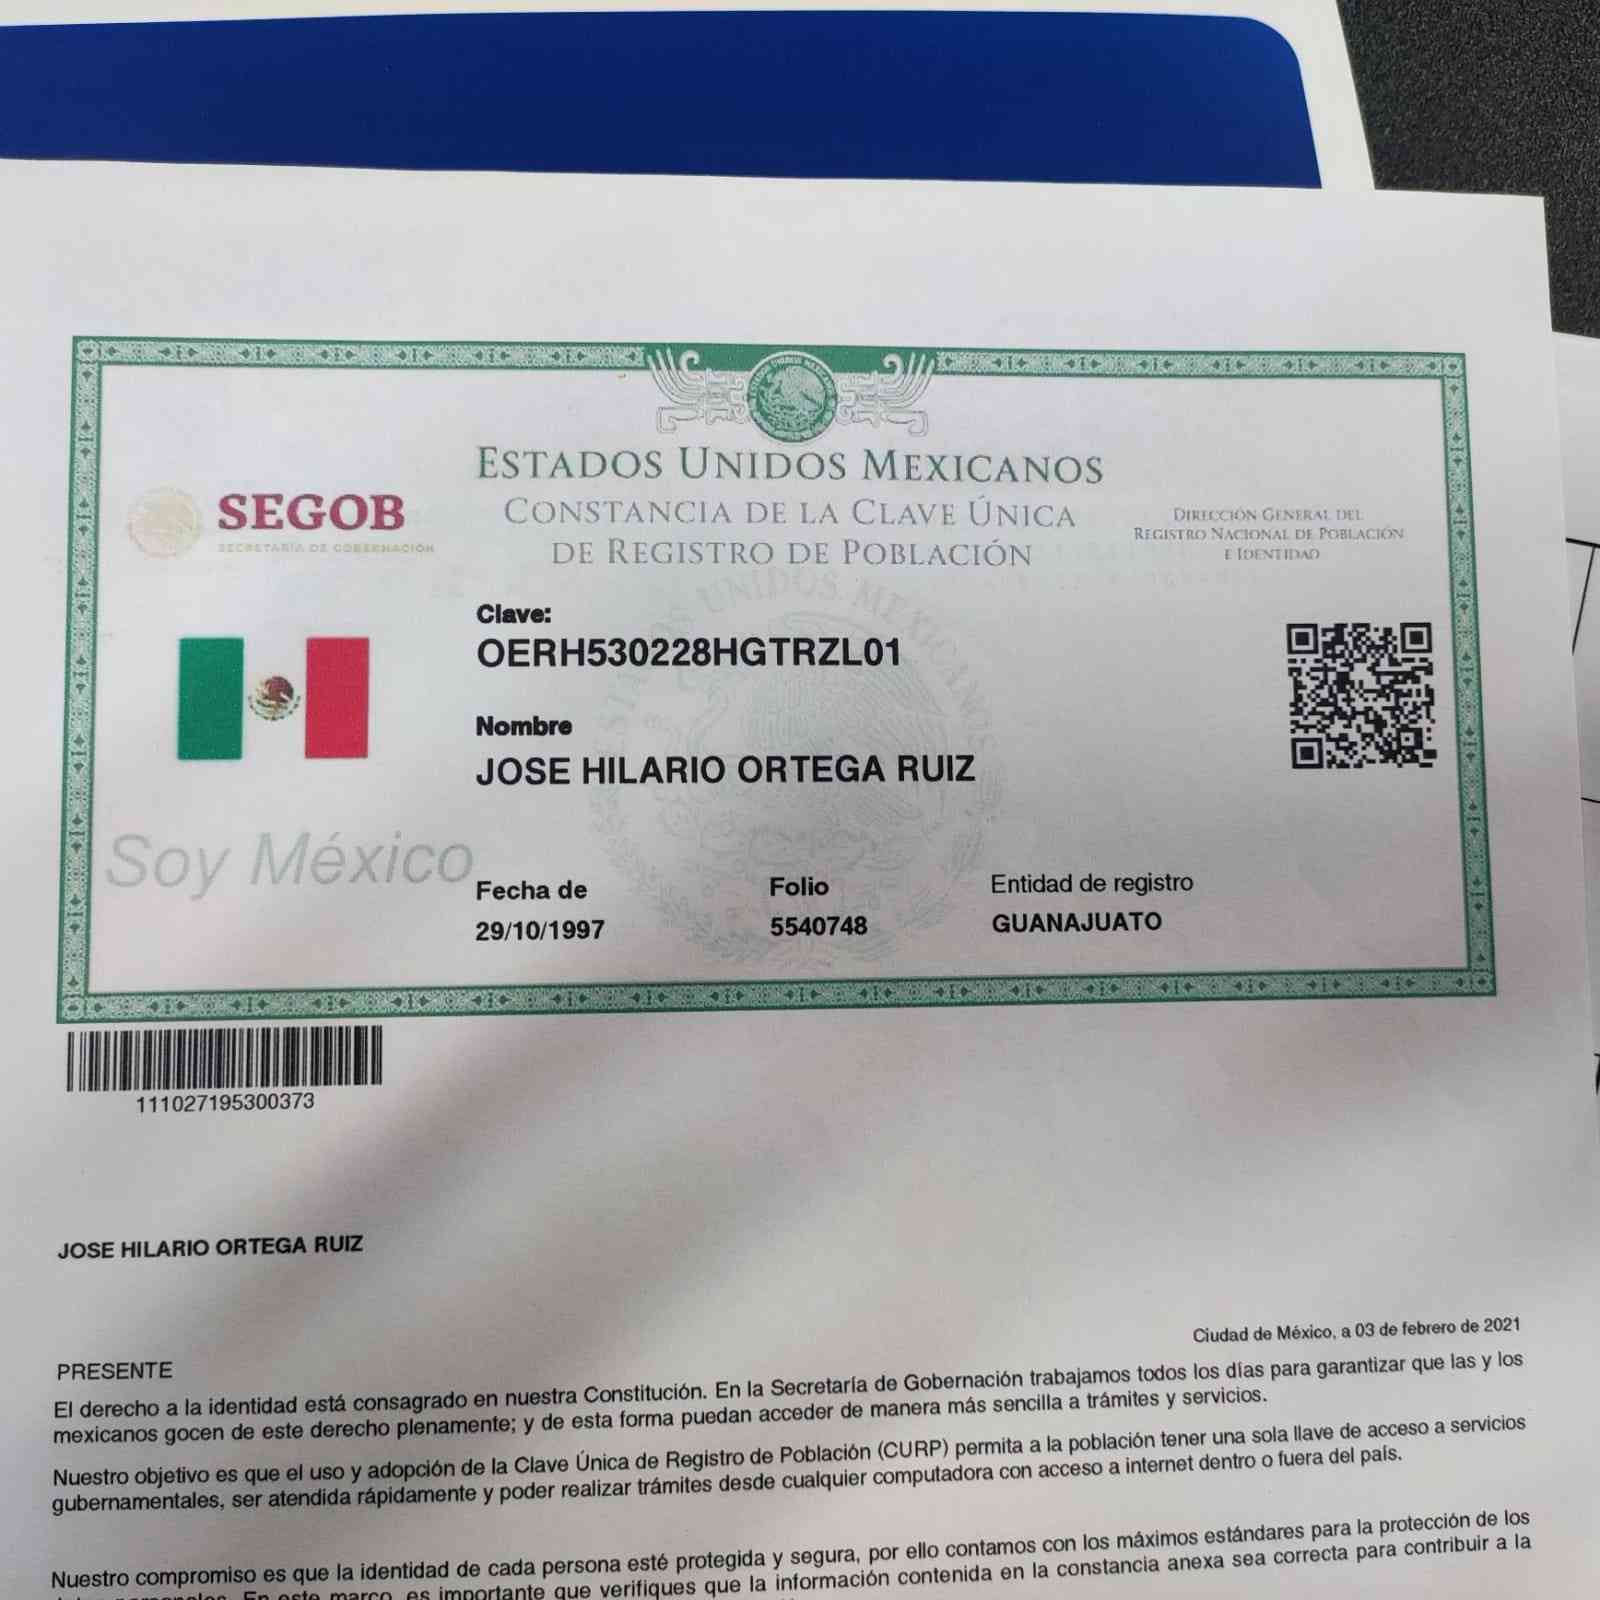 ESTADOS UNIDOS MEXICANOS
CONSTANCIA DE LA CLAVE ÚNICA
DE REGISTRO DE POBLACIÓN
SEGOB
SECRETARÍA DE GOBERNACIÓN
DIRECCIÓN GENERAL DEL
REGISTRO NACIONAL DE POBLACIÓN
E IDENTIDAD
Clave:
OERH530228HGTRZL01
Nombre
JOSE HILARIO ORTEGA RUIZ
Soy México
Fecha de
29/10/1997
Folio
5540748
Entidad de registro
GUANAJUATO
111027195300373
JOSE HILARIO ORTEGA RUIZ
Ciudad de México, a 03 de febrero de 2021
PRESENTE
El derecho a la identidad está consagrado en nuestra Constitución. En la Secretaría de Gobernación trabajamos todos los días para garantizar que las y los
mexicanos gocen de este derecho plenamente; y de esta forma puedan acceder de manera más sencilla a trámites y servicios.
Nuestro objetivo es que el uso y adopción de la Clave Única de Registro de Población (CURP) permita a la población tener una sola llave de acceso a servicios
gubernamentales, ser atendida rápidamente y poder realizar trámites desde cualquier computadora con acceso a internet dentro o fuera del país.
Nuestro compromiso es que la identidad de cada persona esté protegida y segura, por ello contamos con los máximos estándares para la protección de los
En este marco, es importante que verifiques que la información contenida en la constancia anexa sea correcta para contribuir a la